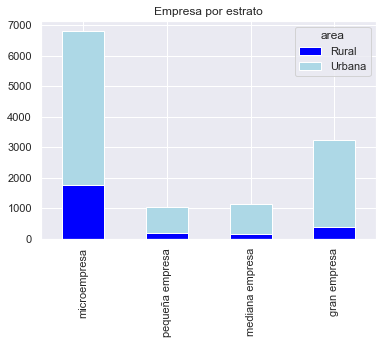 Empresa por estrato
area
Rural
Urbana
7000
6000
5000
4000
3000
2000
1000
0
microempresa
pequeña empresa
mediana empresa
gran empresa